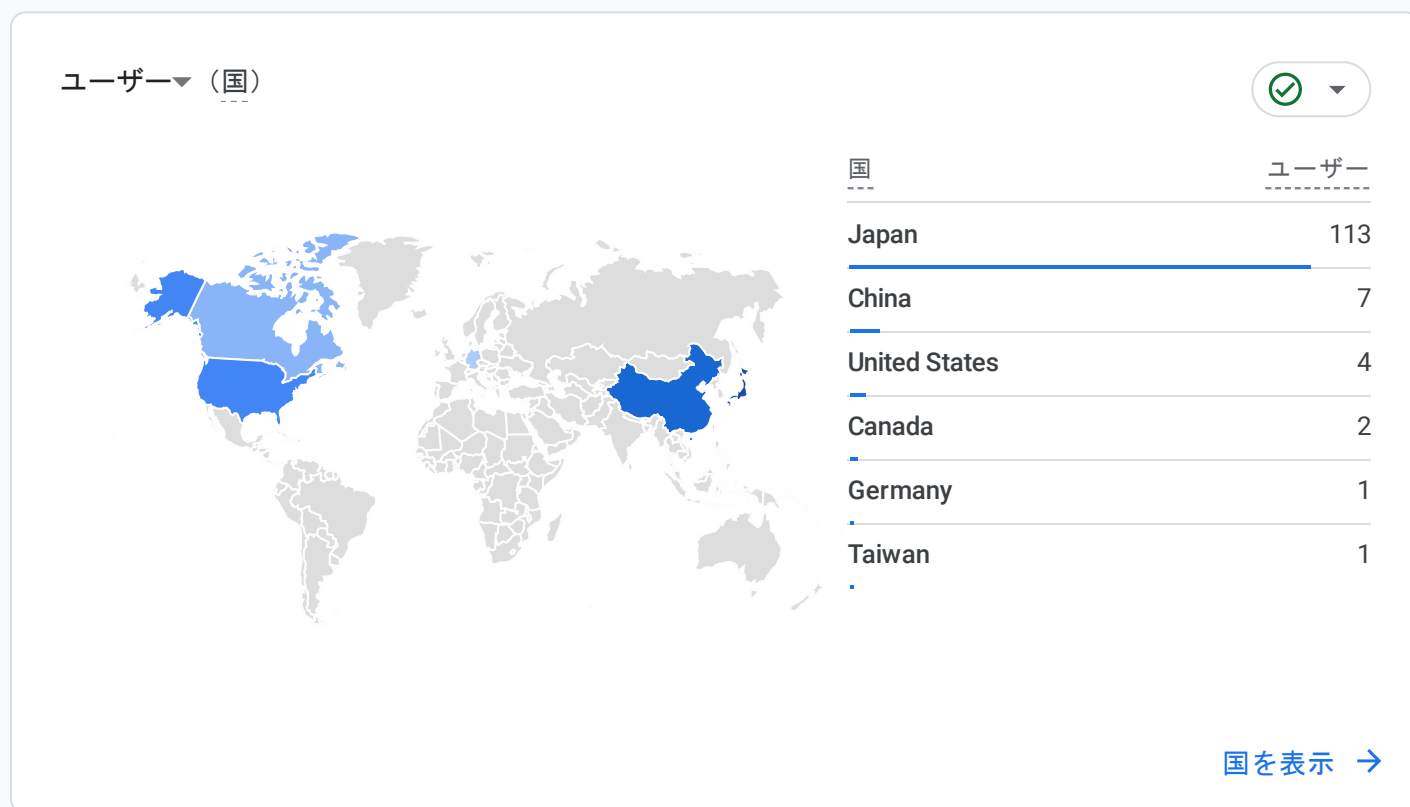 ユーザー （国）
国 ユーザー
Japan 113
China 7
United States 4
Canada 2
Germany 1
Taiwan 1
国を表示